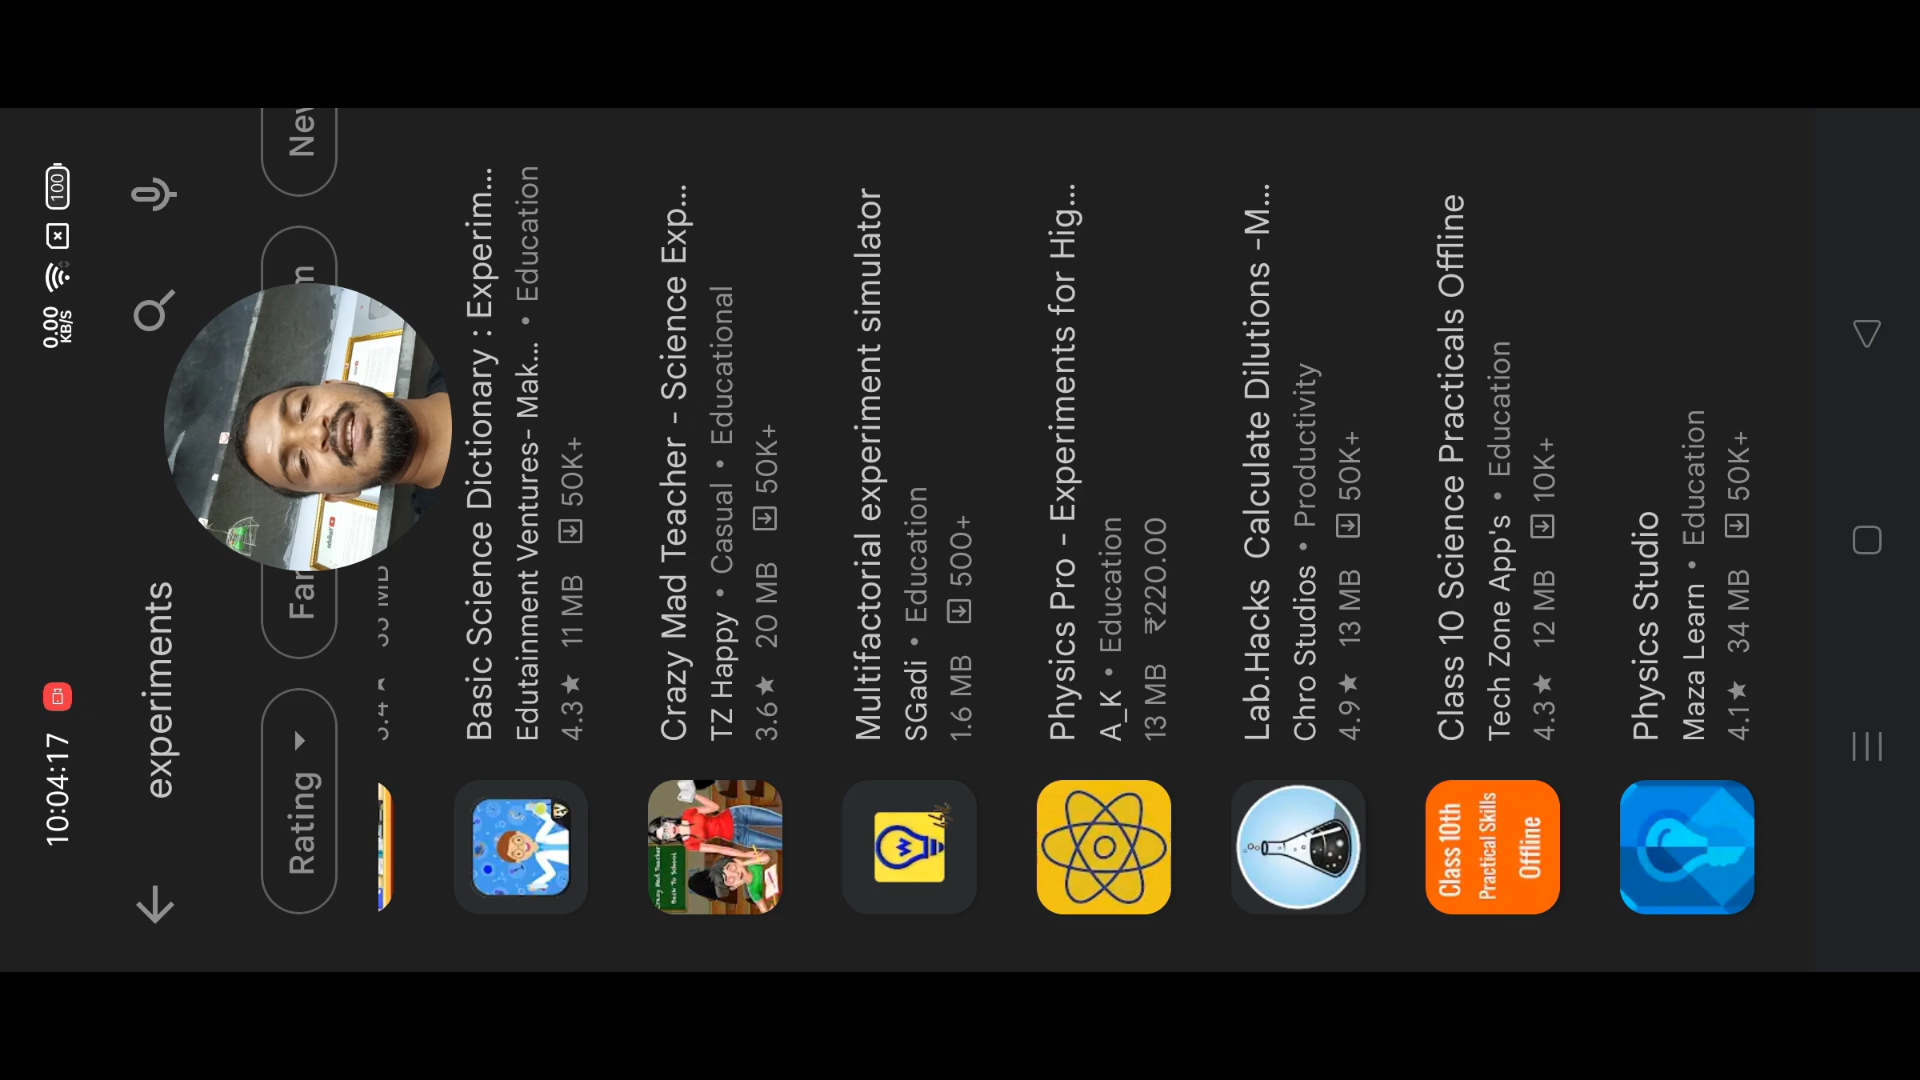 10:04:17
0.00
KB/S
100
experiments
Rating
New
Basic Science Dictionary : Experim...
Edutainment Ventures- Mak... • Education
4.3★ 11 MB 50K+
Crazy Mad Teacher - Science Exp...
TZ Happy • Casual • Educational
3.6★ 20 MB 50K+
Multifactorial experiment simulator
SGadi • Education
1.6 MB 500+
Physics Pro - Experiments for Hig...
A_K • Education
13 MB ₹220.00
Lab.Hacks Calculate Dilutions -M...
Chro Studios • Productivity
4.9★ 13 MB 50K+
Class 10th
Practical Skills
Offline
Class 10 Science Practicals Offline
Tech Zone App's • Education
4.3★ 12 MB 10K+
Physics Studio
Maza Learn • Education
4.1★ 34 MB 50K+